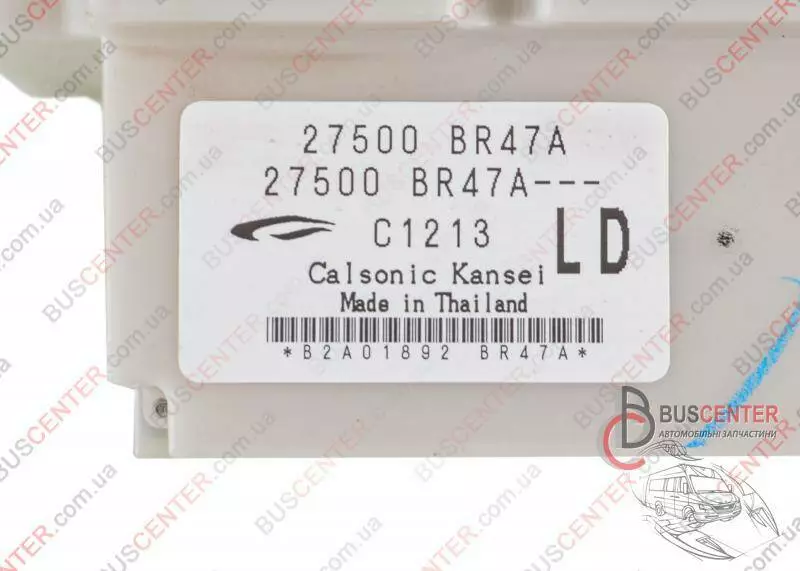 27500 BR47A
27500 BR47A---
C1213
LD
Calsonic Kansei
Made in Thailand
*B2A01892 BR47A*
BUSCENTER
АВТОМОБІЛЬНІ ЗАПЧАСТИНИ
BUSCENTER.com.ua